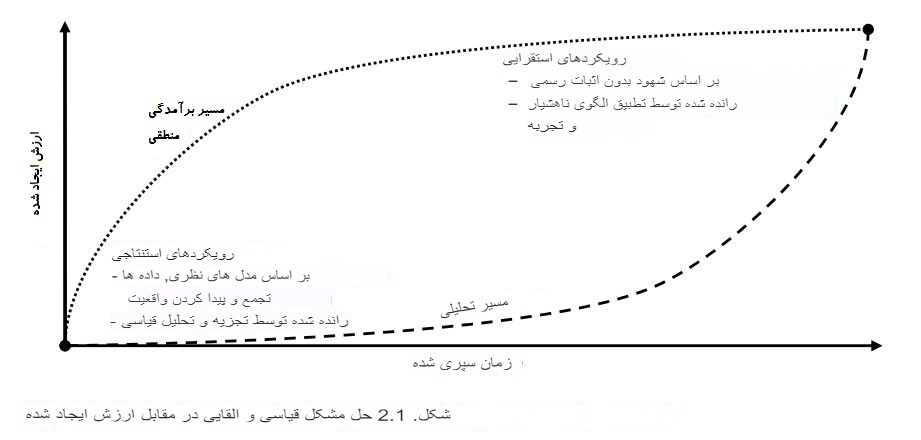 رویکردهای استقرایی
– بر اساس شهود بدون اثبات رسمی
– رانده شده توسط تطبیق الگوی ناهشیار
و تجربه
مسیر برآمدگی
منطقی
ارزش ایجاد شده
رویکردهای استنتاجی
- بر اساس مدل های نظری, داده ها
تجمع و پیدا کردن واقعیت
- رانده شده توسط تجزیه و تحلیل قیاسی
مسیر تحلیلی
زمان سپری شده
شکل. 2.1 حل مشکل قیاسی و القایی در مقابل ارزش ایجاد شده